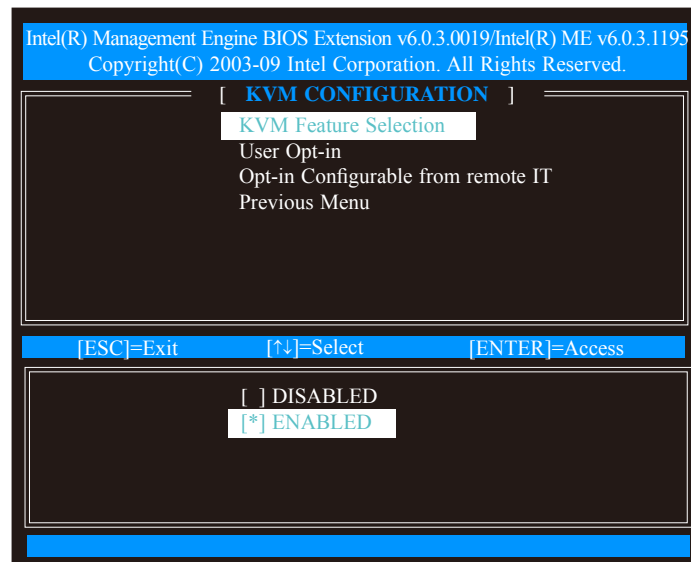 Intel(R) Management Engine BIOS Extension v6.0.3.0019/Intel(R) ME v6.0.3.1195
Copyright(C) 2003-09 Intel Corporation. All Rights Reserved.
[ KVM CONFIGURATION ]
KVM Feature Selection
User Opt-in
Opt-in Configurable from remote IT
Previous Menu
[ESC]=Exit [↑↓]=Select [ENTER]=Access
[ ] DISABLED
[*] ENABLED